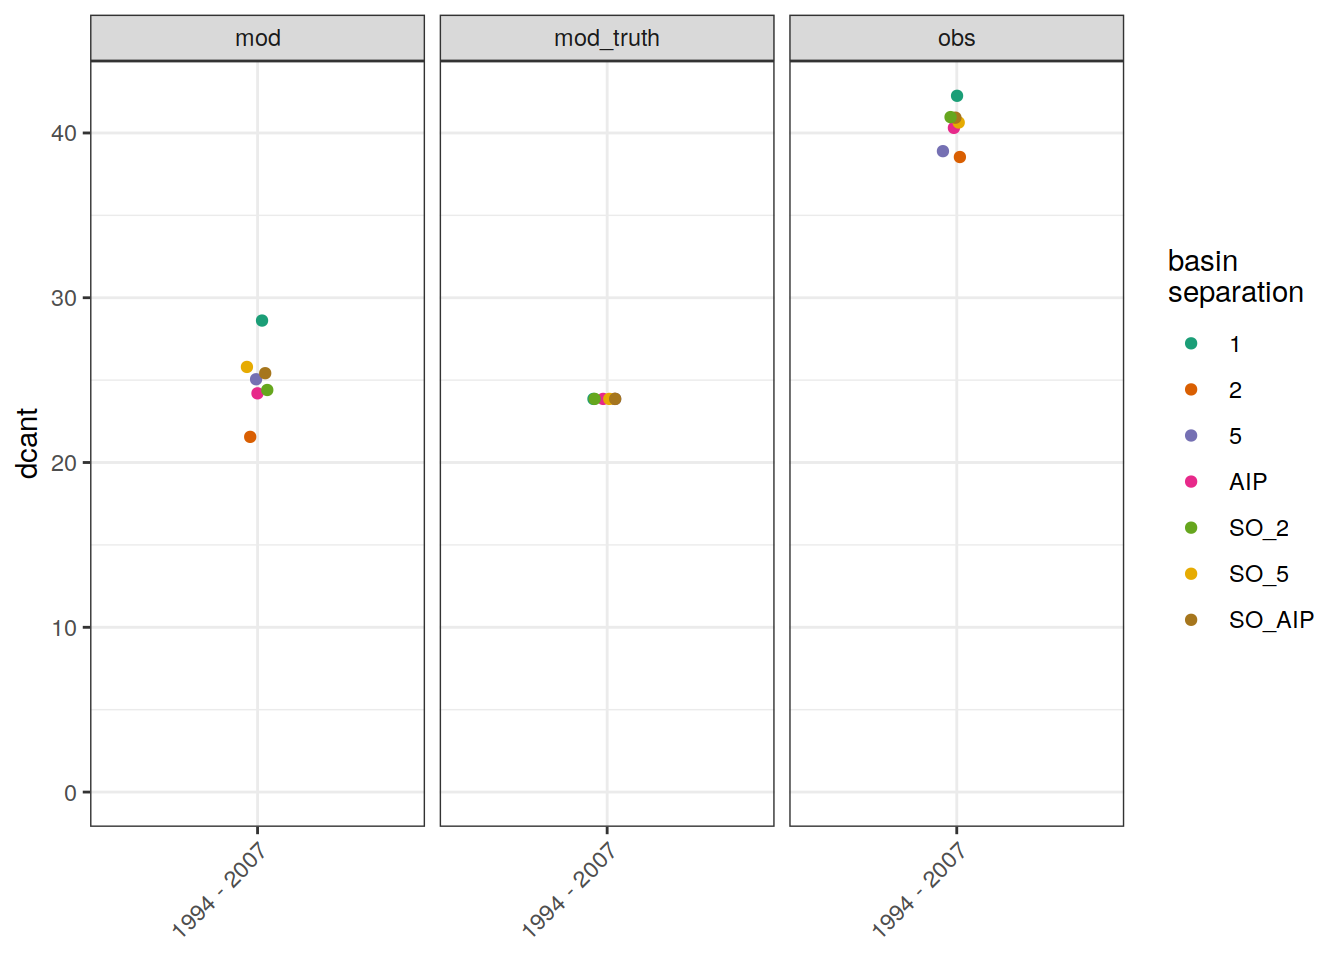 mod
mod_truth
obs
40
30
20
10
0
dcant
1994 - 2007
1994 - 2007
1994 - 2007
basin
separation
1
2
5
AIP
SO_2
SO_5
SO_AIP